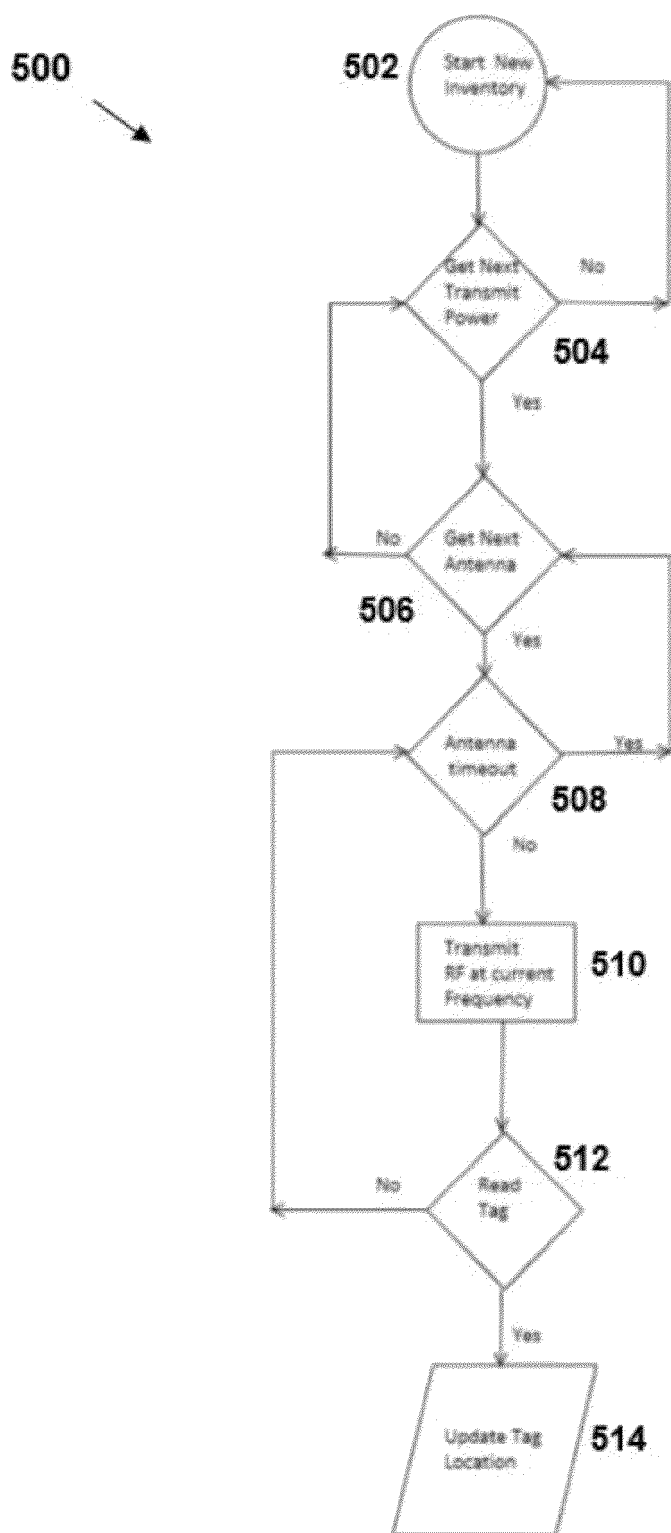 500
502
Start New
Inventory
Get Next
Transmit
Power
No
504
Yes
No
Get Next
Antenna
506
Yes
Antenna
timeout
Yes
508
No
Transmit
RF at current
Frequency
510
512
Read
Tag
No
Yes
Update Tag
Location
514